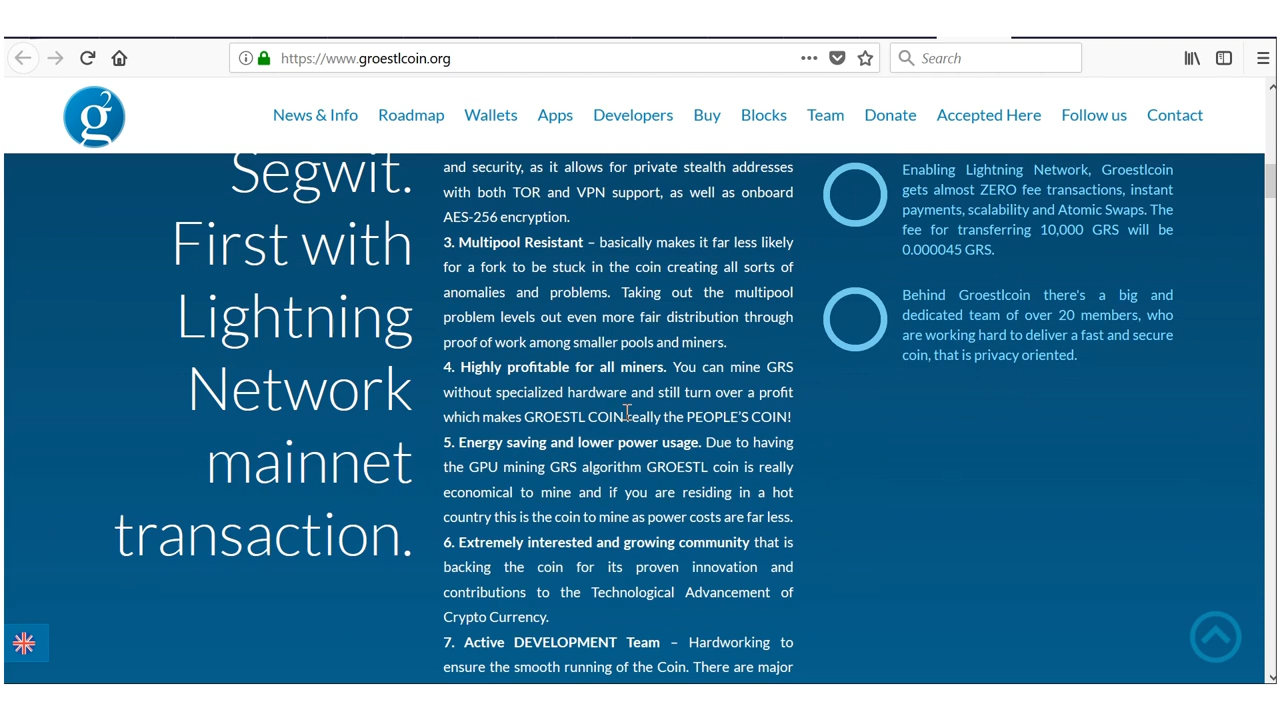 https://www.groestlcoin.org
Search
g2
News & Info Roadmap Wallets Apps Developers Buy Blocks Team Donate Accepted Here Follow us Contact
Segwit.
First with
Lightning
Network
mainnet
transaction.
and security, as it allows for private stealth addresses
with both TOR and VPN support, as well as onboard
AES-256 encryption.
3. Multipool Resistant – basically makes it far less likely
for a fork to be stuck in the coin creating all sorts of
anomalies and problems. Taking out the multipool
problem levels out even more fair distribution through
proof of work among smaller pools and miners.
4. Highly profitable for all miners. You can mine GRS
without specialized hardware and still turn over a profit
which makes GROESTL COIN really the PEOPLE’S COIN!
5. Energy saving and lower power usage. Due to having
the GPU mining GRS algorithm GROESTL coin is really
economical to mine and if you are residing in a hot
country this is the coin to mine as power costs are far less.
6. Extremely interested and growing community that is
backing the coin for its proven innovation and
contributions to the Technological Advancement of
Crypto Currency.
7. Active DEVELOPMENT Team – Hardworking to
ensure the smooth running of the Coin. There are major
Enabling Lightning Network, Groestlcoin
gets almost ZERO fee transactions, instant
payments, scalability and Atomic Swaps. The
fee for transferring 10,000 GRS will be
0.000045 GRS.
Behind Groestlcoin there's a big and
dedicated team of over 20 members, who
are working hard to deliver a fast and secure
coin, that is privacy oriented.